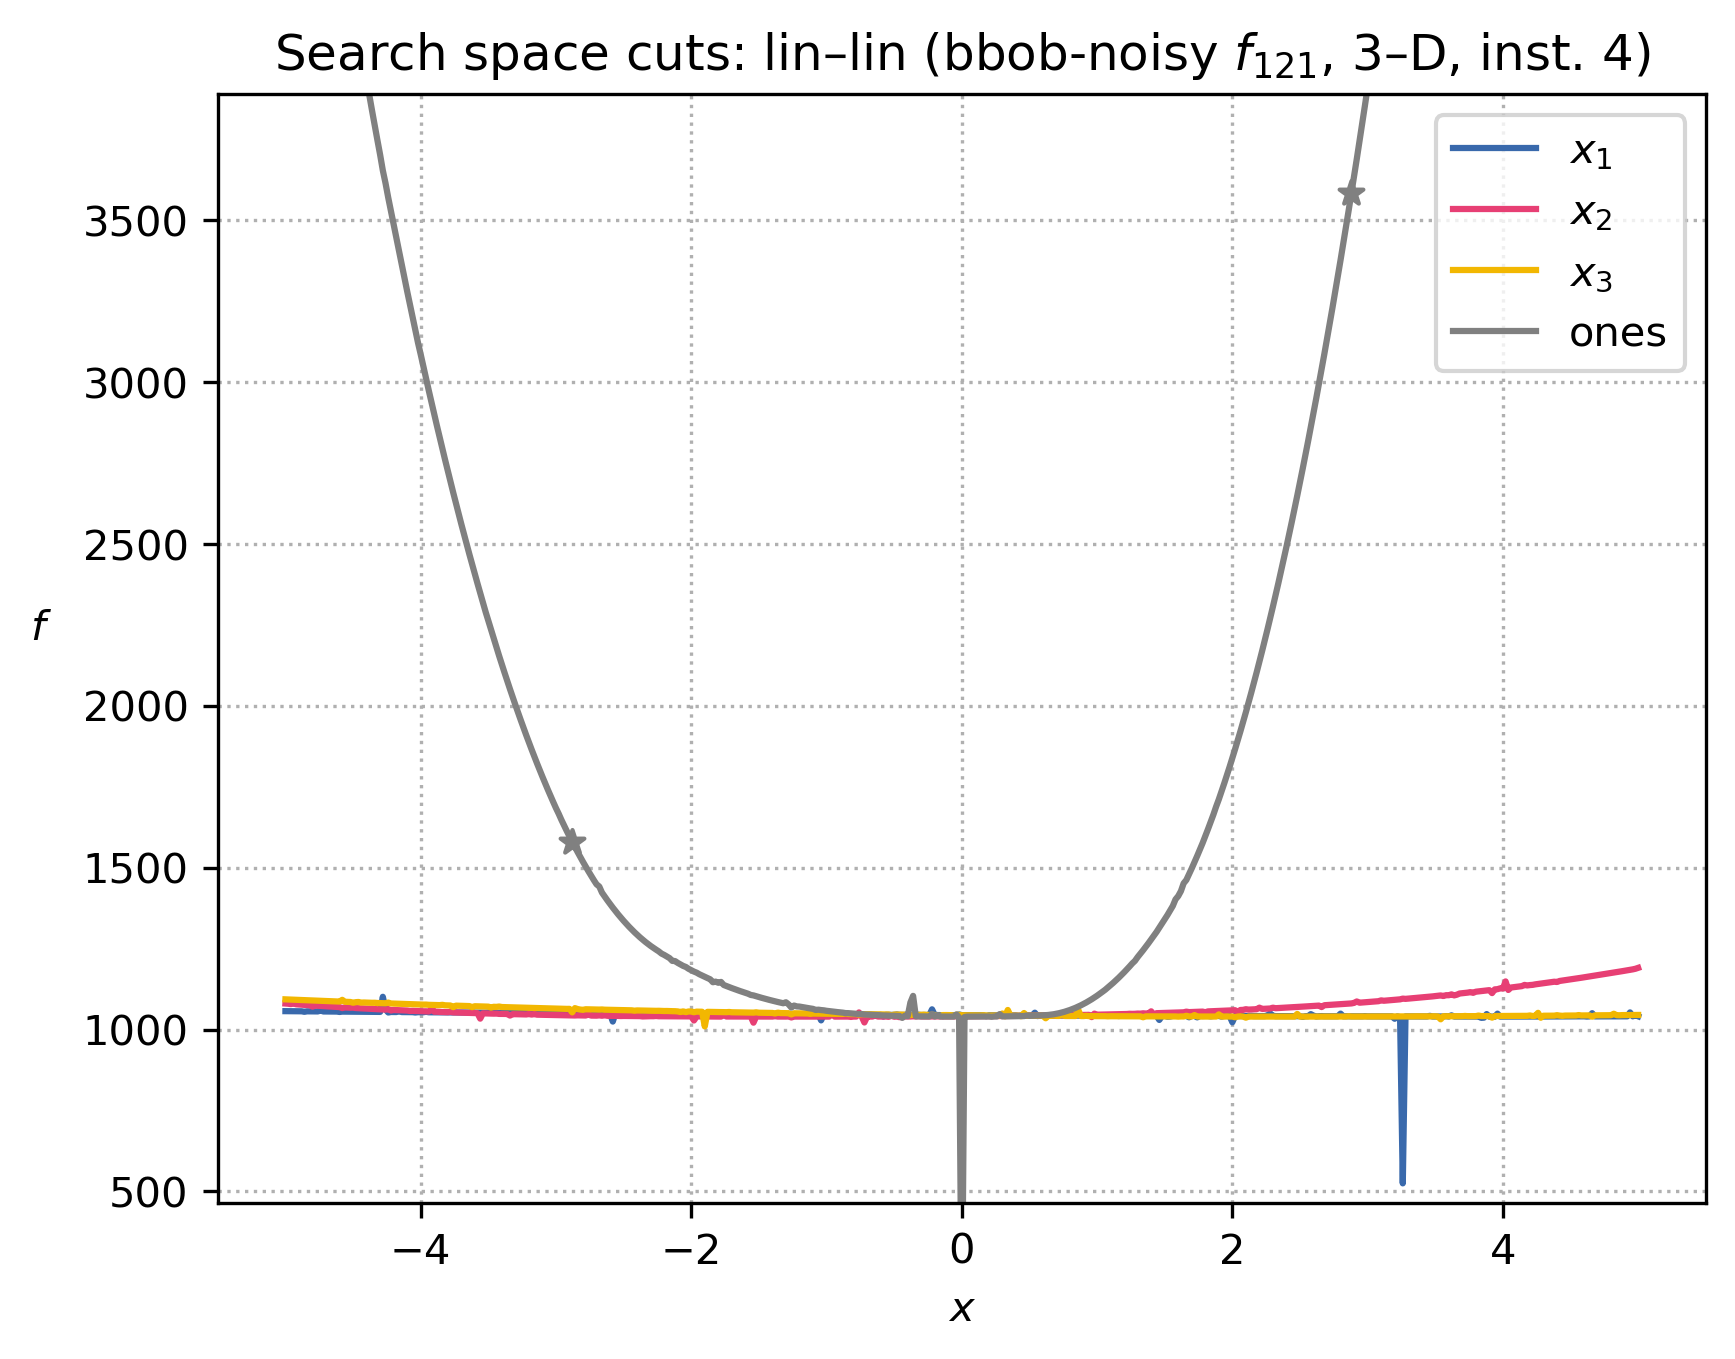 Search space cuts: lin–lin (bbob-noisy f₁₂₁, 3–D, inst. 4)
x₁
x₂
x₃
ones
3500
3000
2500
2000
1500
1000
500
f
−4 −2 0 2 4
x